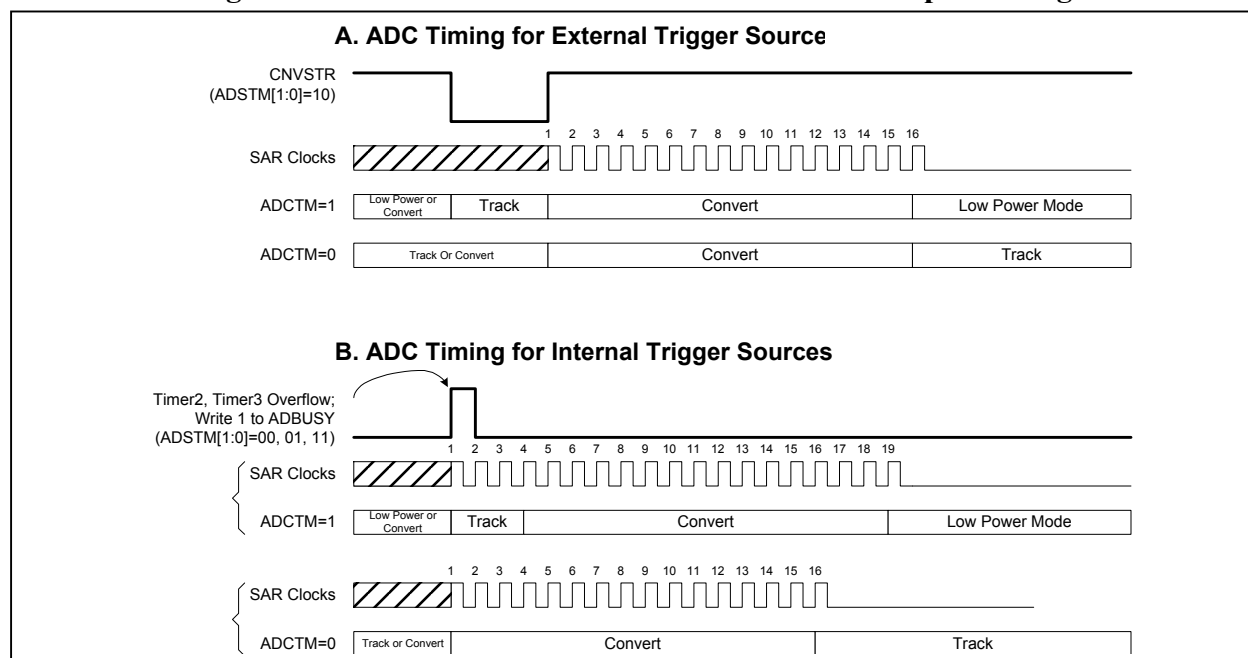 A. ADC Timing for External Trigger Source
CNVSTR
(ADSTM[1:0]=10)
1 2 3 4 5 6 7 8 9 10 11 12 13 14 15 16
SAR Clocks
ADCTM=1
Low Power or
Convert
Track
Convert
Low Power Mode
ADCTM=0
Track Or Convert
Convert
Track
B. ADC Timing for Internal Trigger Sources
Timer2, Timer3 Overflow;
Write 1 to ADBUSY
(ADSTM[1:0]=00, 01, 11)
1 2 3 4 5 6 7 8 9 10 11 12 13 14 15 16 17 18 19
SAR Clocks
ADCTM=1
Low Power or
Convert
Track
Convert
Low Power Mode
1 2 3 4 5 6 7 8 9 10 11 12 13 14 15 16
SAR Clocks
ADCTM=0
Track or Convert
Convert
Track